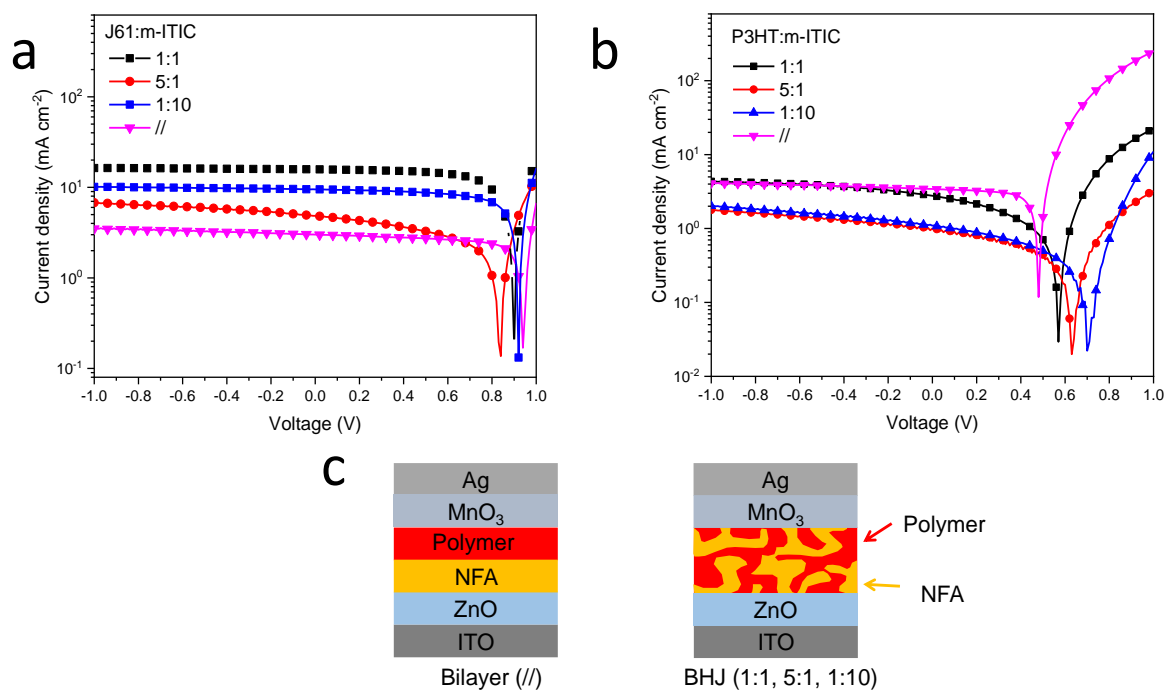 a
J61:m-ITIC
1:1
5:1
1:10
//
Current density (mA cm⁻²)
10²
10¹
10⁰
10⁻¹
-1.0 -0.8 -0.6 -0.4 -0.2 0.0 0.2 0.4 0.6 0.8 1.0
Voltage (V)
b
P3HT:m-ITIC
1:1
5:1
1:10
//
Current density (mA cm⁻²)
10²
10¹
10⁰
10⁻¹
10⁻²
-1.0 -0.8 -0.6 -0.4 -0.2 0.0 0.2 0.4 0.6 0.8 1.0
Voltage (V)
c
Ag
MnO₃
Polymer
NFA
ZnO
ITO
Bilayer (//)
Ag
MnO₃
Polymer
NFA
ZnO
ITO
BHJ (1:1, 5:1, 1:10)